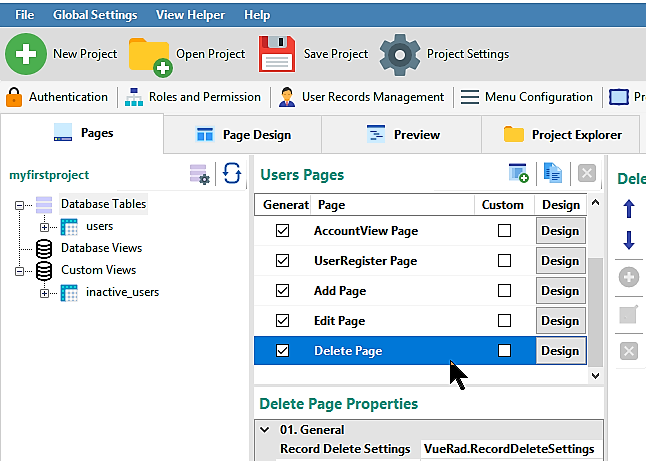 File Global Settings View Helper Help
New Project Open Project Save Project Project Settings
Authentication Roles and Permission User Records Management Menu Configuration
Pages Page Design Preview Project Explorer
myfirstproject
Database Tables
users
Database Views
Custom Views
inactive_users
Users Pages
Generat Page Custom Design
AccountView Page Design
UserRegister Page Design
Add Page Design
Edit Page Design
Delete Page Design
Delete Page Properties
01. General
Record Delete Settings VueRad.RecordDeleteSettings